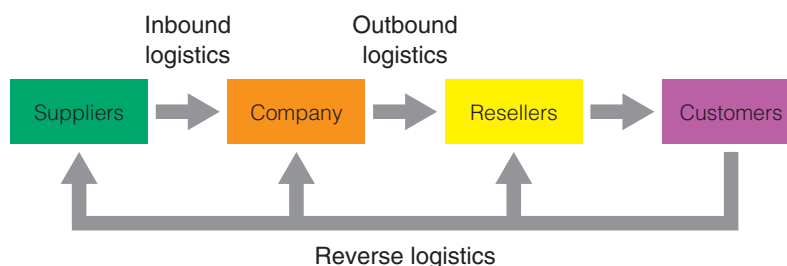 Inbound
logistics
Outbound
logistics
Suppliers
Company
Resellers
Customers
Reverse logistics